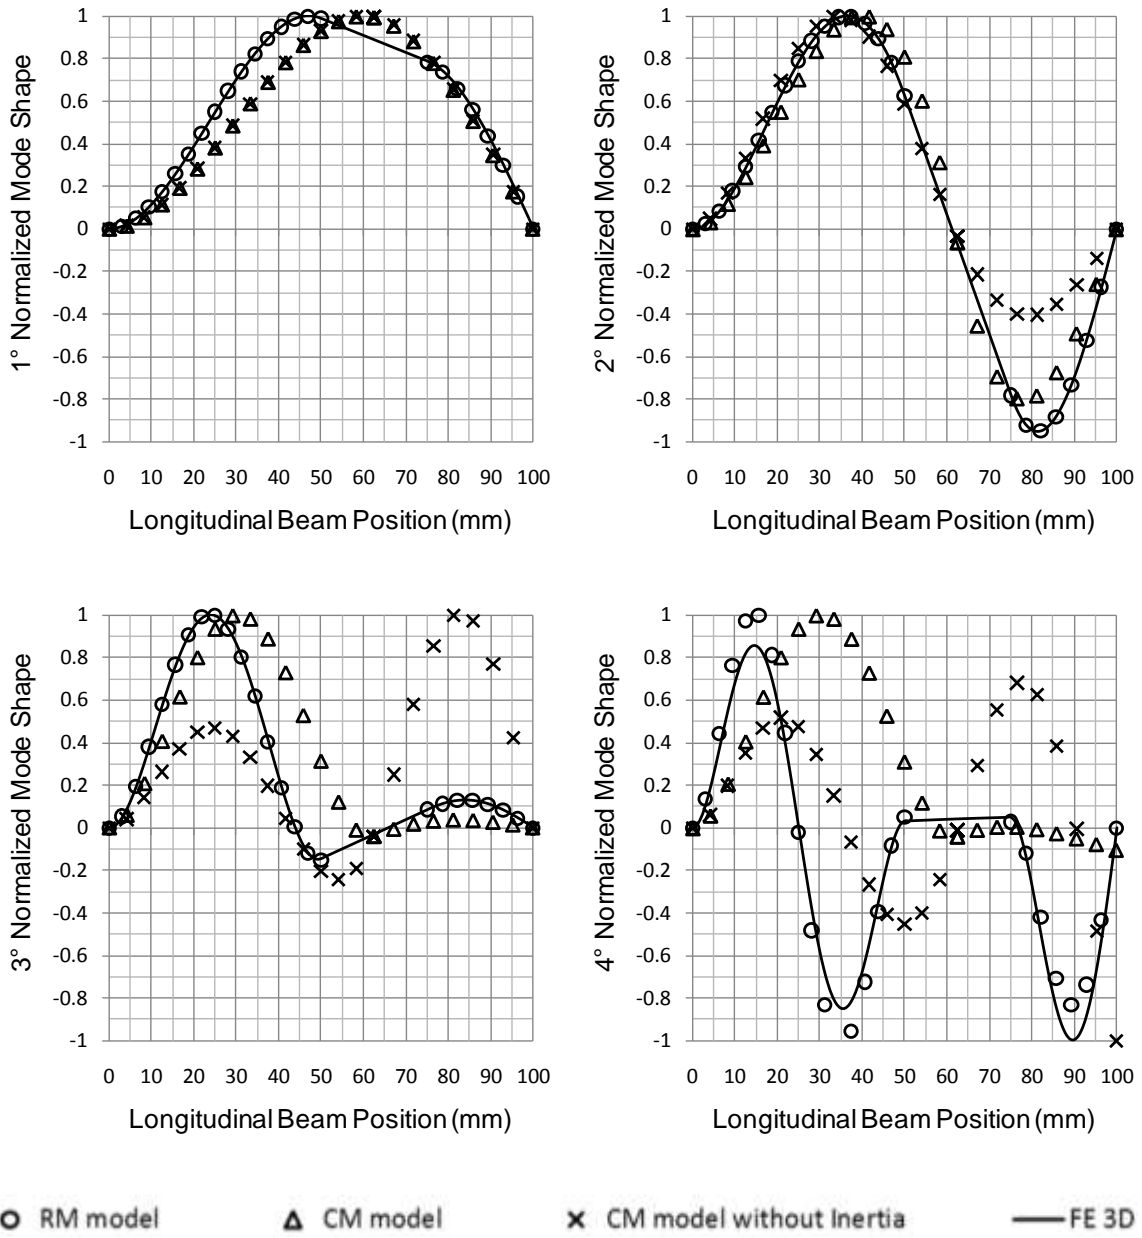 1° Normalized Mode Shape
1
0.8
0.6
0.4
0.2
0
-0.2
-0.4
-0.6
-0.8
-1
0 10 20 30 40 50 60 70 80 90 100
Longitudinal Beam Position (mm)
2° Normalized Mode Shape
1
0.8
0.6
0.4
0.2
0
-0.2
-0.4
-0.6
-0.8
-1
0 10 20 30 40 50 60 70 80 90 100
Longitudinal Beam Position (mm)
3° Normalized Mode Shape
1
0.8
0.6
0.4
0.2
0
-0.2
-0.4
-0.6
-0.8
-1
0 10 20 30 40 50 60 70 80 90 100
Longitudinal Beam Position (mm)
4° Normalized Mode Shape
1
0.8
0.6
0.4
0.2
0
-0.2
-0.4
-0.6
-0.8
-1
0 10 20 30 40 50 60 70 80 90 100
Longitudinal Beam Position (mm)
RM model
CM model
CM model without Inertia
FE 3D